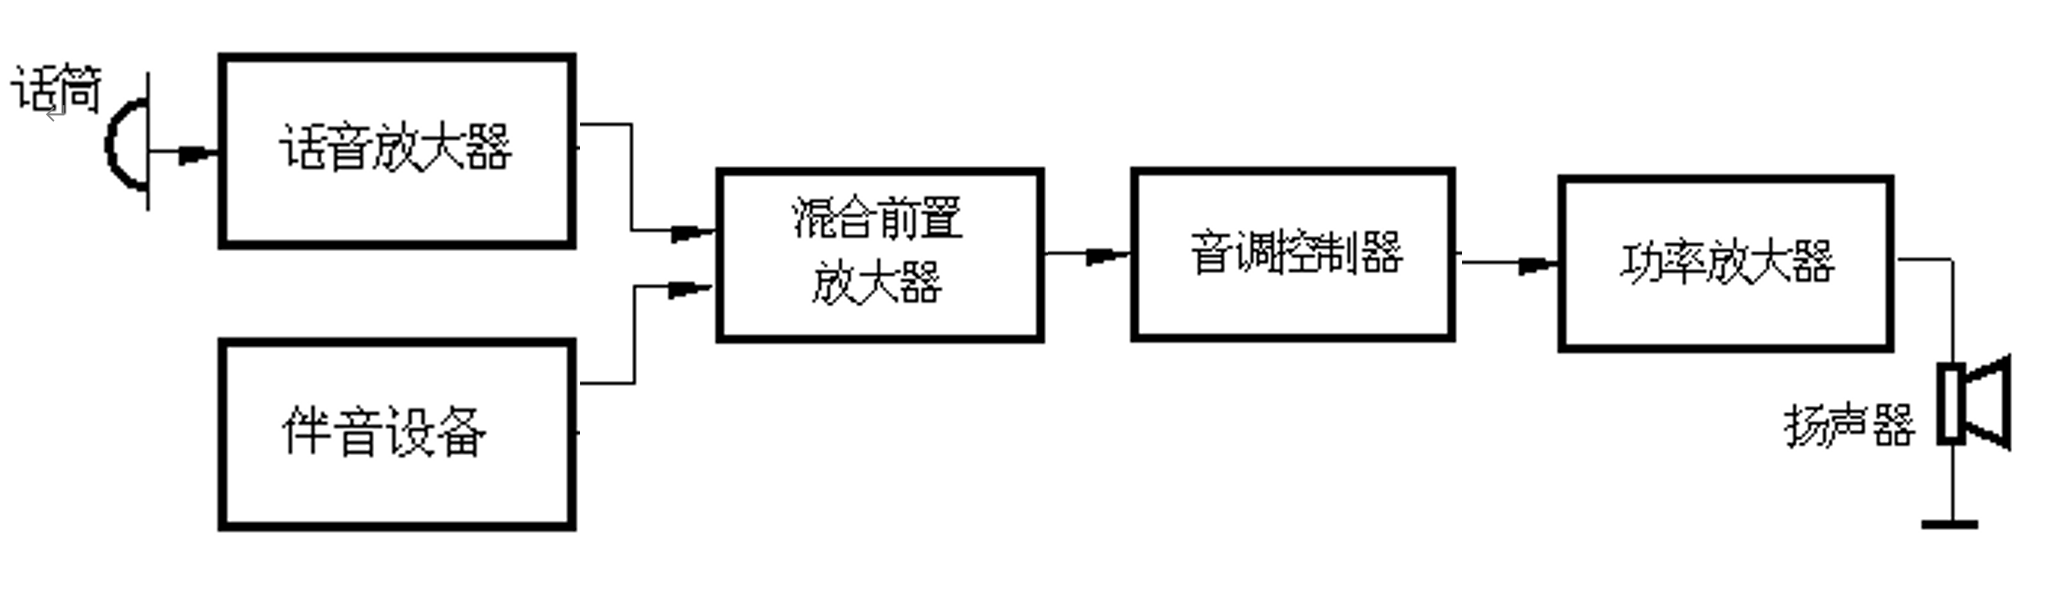 话筒
话音放大器
伴音设备
混合前置
放大器
音调控制器
功率放大器
扬声器